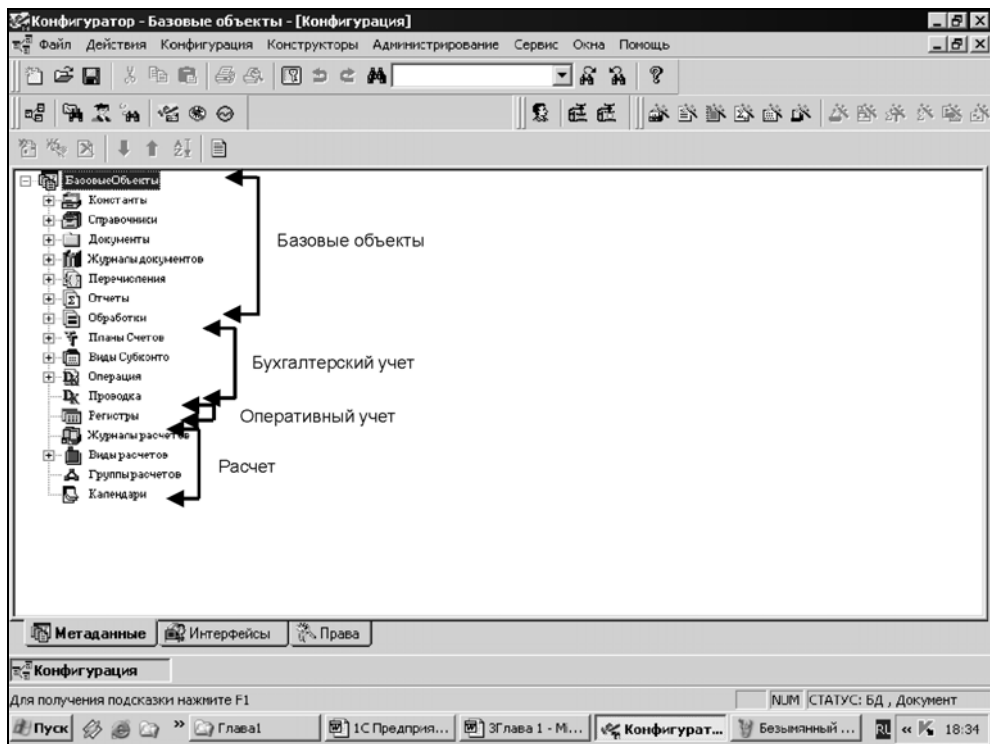 Конфигуратор - Базовые объекты - [Конфигурация]
Файл Действия Конфигурация Конструкторы Администрирование Сервис Окна Помощь
БазовыеОбъекты
Константы
Справочники
Документы
Журналы документов
Перечисления
Отчеты
Обработки
Планы Счетов
Виды Субконто
Операция
Проводка
Регистры
Журналы расчетов
Виды расчетов
Группы расчетов
Календари
Базовые объекты
Бухгалтерский учет
Оперативный учет
Расчет
Метаданные Интерфейсы Права
Конфигурация
Для получения подсказки нажмите F1 NUM СТАТУС: БД , Документ
Пуск » Глава1 1С Предприя... 3Глава 1 - Mi... Конфигурат... Безымянный ... RU « 18:34